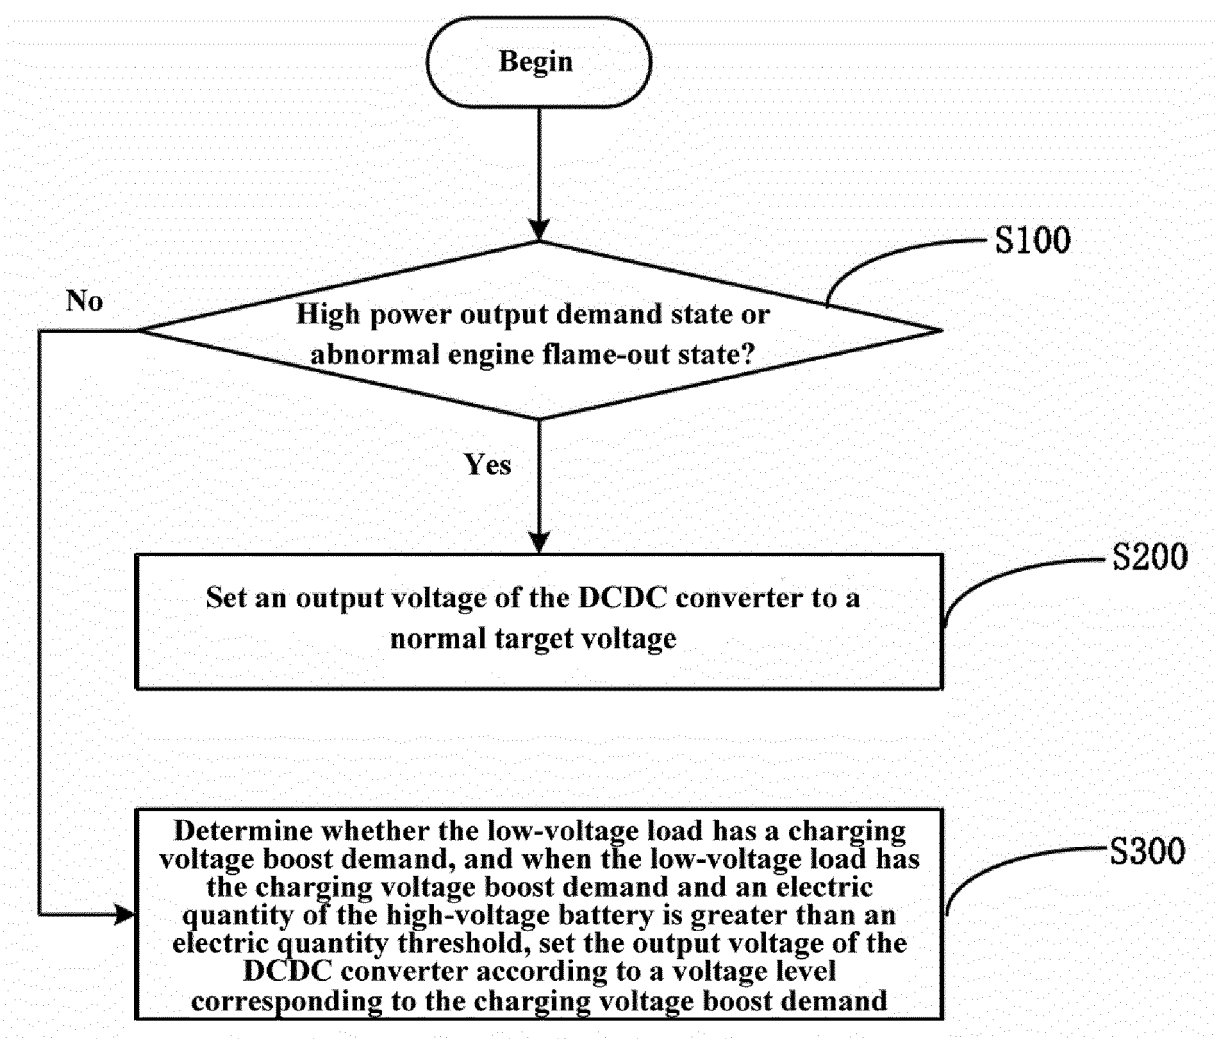 Begin
S100
No
High power output demand state or
abnormal engine flame-out state?
Yes
S200
Set an output voltage of the DCDC converter to a
normal target voltage
S300
Determine whether the low-voltage load has a charging
voltage boost demand, and when the low-voltage load has
the charging voltage boost demand and an electric
quantity of the high-voltage battery is greater than an
electric quantity threshold, set the output voltage of the
DCDC converter according to a voltage level
corresponding to the charging voltage boost demand